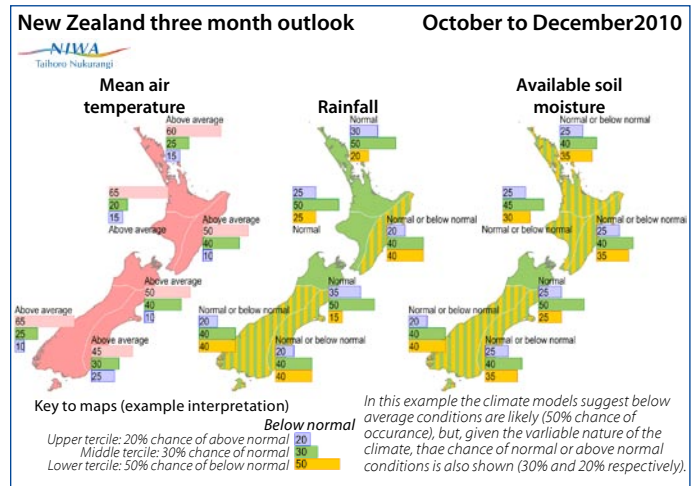 New Zealand three month outlook
October to December2010
NIWA
Taihoro Nukurangi
Mean air
temperature
Above average
60
25
15
65
20
15
Above average
Above average
50
40
10
Above average
50
40
10
Above average
65
25
10
Above average
45
30
25
Rainfall
Normal
30
50
20
25
50
25
Normal
Normal or below normal
20
40
40
Normal
35
50
15
Normal or below normal
20
40
40
20
40
40
Available soil
moisture
Normal or below normal
25
40
35
25
45
30
Normal or below normal
Normal or below normal
25
40
35
Normal
25
50
25
Normal or below normal
20
40
40
25
40
35
Key to maps (example interpretation)
Below normal
Upper tercile: 20% chance of above normal 20
Middle tercile: 30% chance of normal 30
Lower tercile: 50% chance of below normal 50
In this example the climate models suggest below
average conditions are likely (50% chance of
occurance), but, given the varliable nature of the
climate, thae chance of normal or above normal
conditions is also shown (30% and 20% respectively).